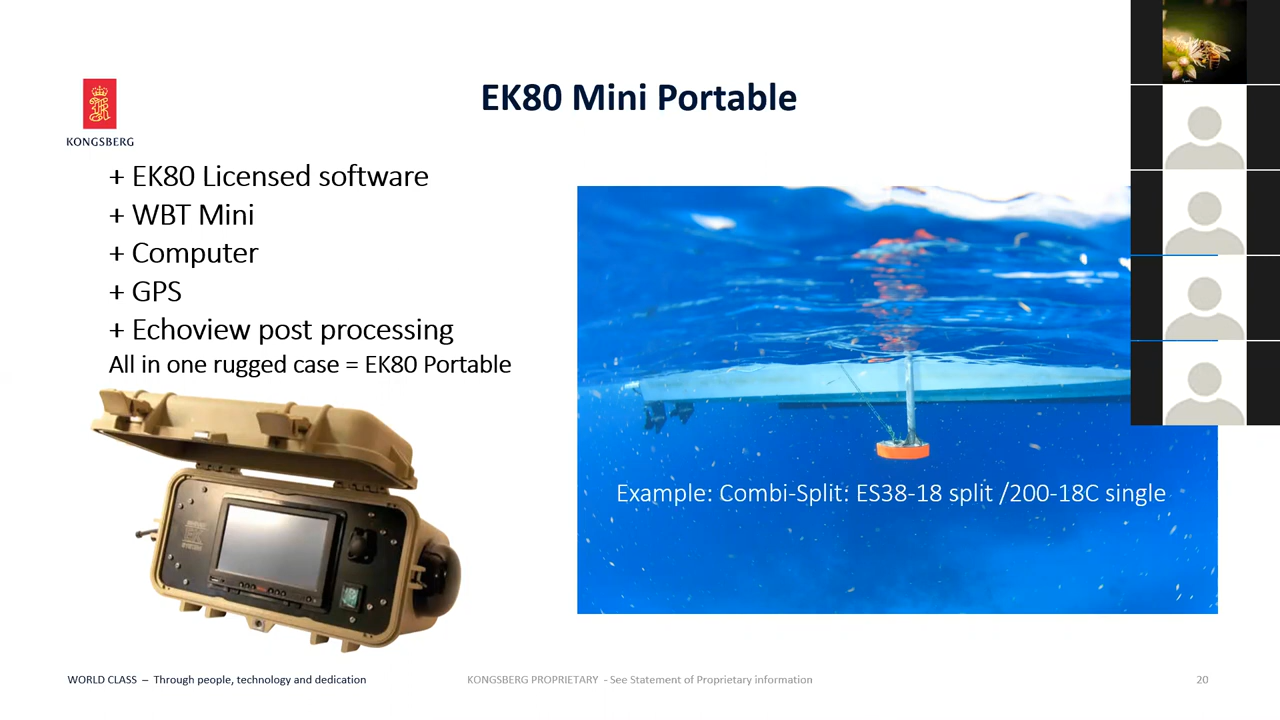 EK80 Mini Portable
KONGSBERG
+ EK80 Licensed software
+ WBT Mini
+ Computer
+ GPS
+ Echoview post processing
All in one rugged case = EK80 Portable
Example: Combi-Split: ES38-18 split /200-18C single
WORLD CLASS – Through people, technology and dedication
KONGSBERG PROPRIETARY - See Statement of Proprietary information
20